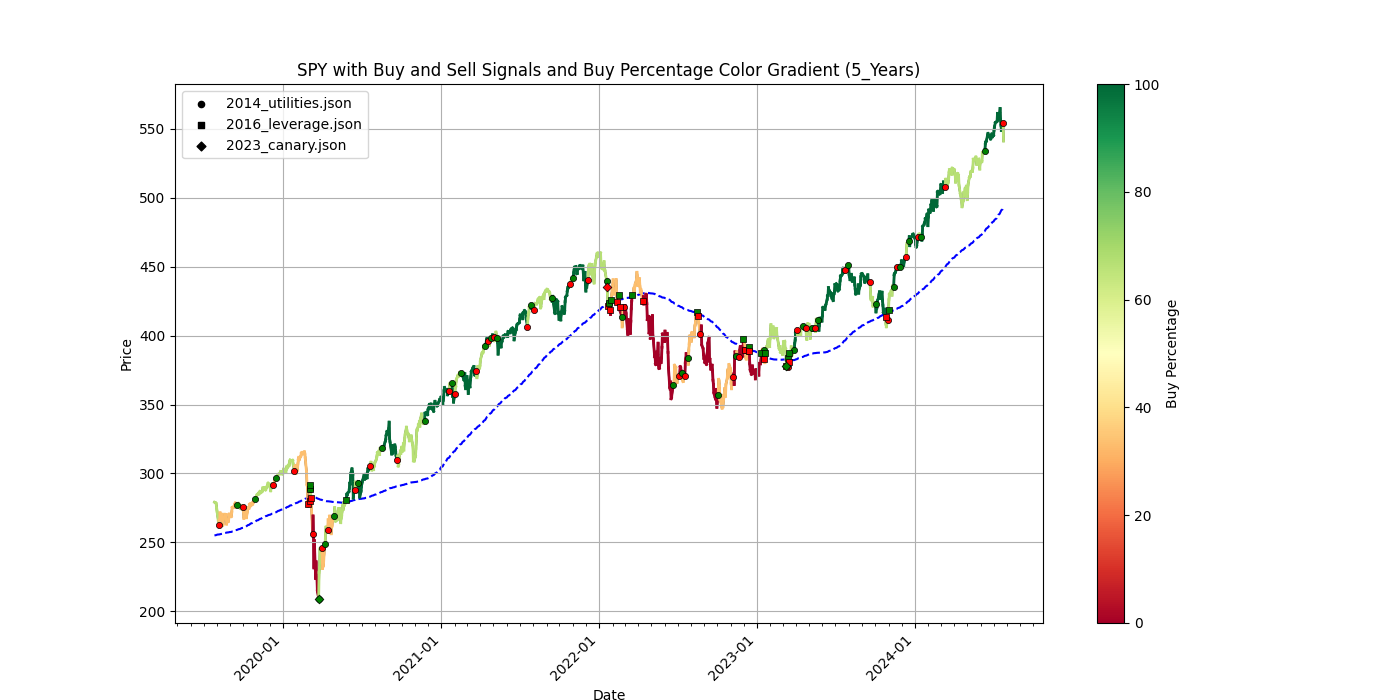 SPY with Buy and Sell Signals and Buy Percentage Color Gradient (5_Years)
2014_utilities.json
2016_leverage.json
2023_canary.json
Price
550
500
450
400
350
300
250
200
2020-01
2021-01
2022-01
2023-01
2024-01
Date
100
80
60
40
20
0
Buy Percentage